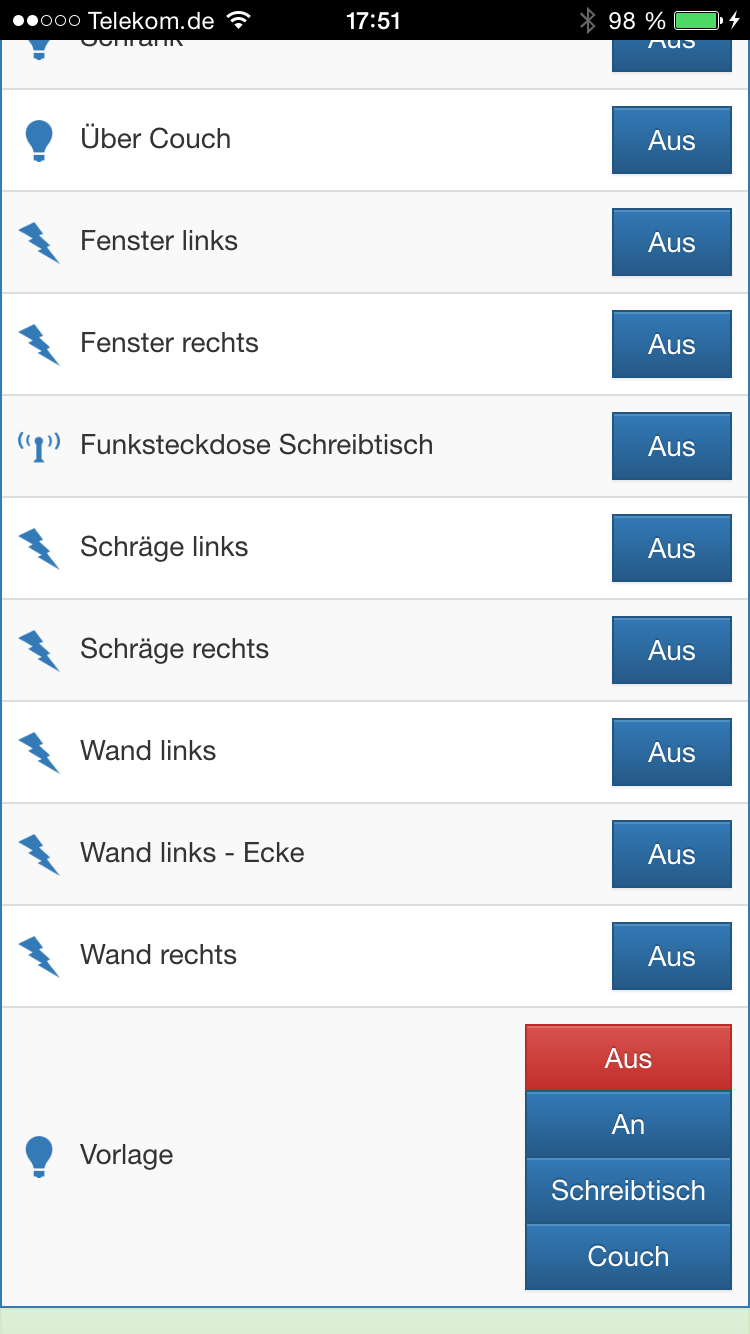 Telekom.de 17:51 98 %
Schrank Aus
Über Couch Aus
Fenster links Aus
Fenster rechts Aus
Funksteckdose Schreibtisch Aus
Schräge links Aus
Schräge rechts Aus
Wand links Aus
Wand links - Ecke Aus
Wand rechts Aus
Aus
An
Vorlage
Schreibtisch
Couch